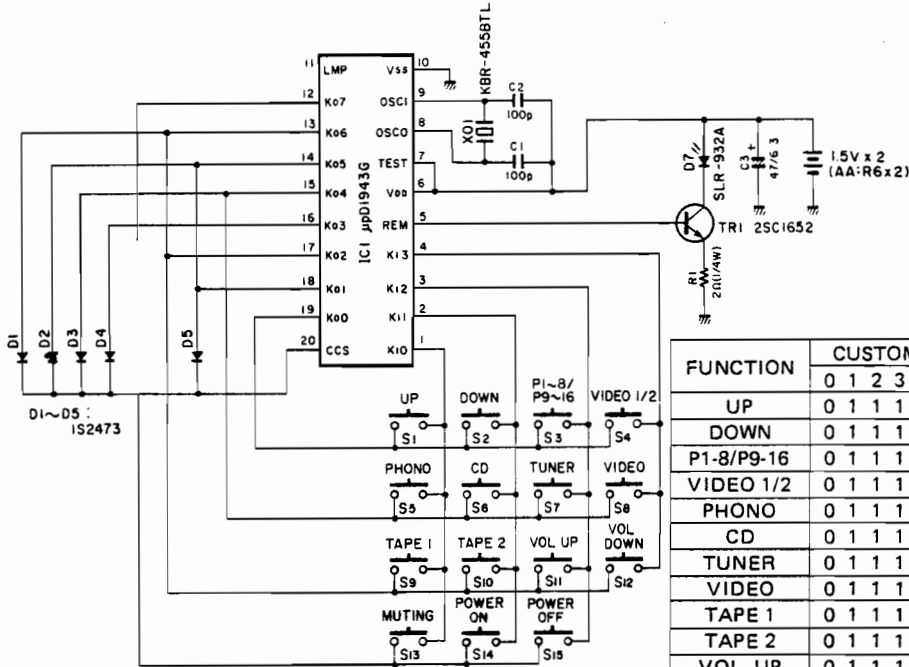 KBR-455BTL
11 LMP Vss 10
12 Ko7 OSCI 9
13 Ko6 OSCO 8
14 Ko5 TEST 7
15 Ko4 VDD 6
16 Ko3 REM 5
17 Ko2 Ki3 4
18 Ko1 Ki2 3
19 Ko0 Ki1 2
20 CCS Ki0 1
IC1 μpD1943G
C2
100p
XO1
C1
100p
D7
SLR-932A
C3 +
47/6 3
1.5V x 2
(AA:R6x2)
TR1 2SC1652
R1
2Ω(1/4W)
D1
D2
D3
D4
D5
D1~D5 :
1S2473
UP DOWN P1~8/ P9~16 VIDEO 1/2
S1 S2 S3 S4
PHONO CD TUNER VIDEO
S5 S6 S7 S8
TAPE 1 TAPE 2 VOL UP VOL DOWN
S9 S10 S11 S12
MUTING POWER ON POWER OFF
S13 S14 S15
FUNCTION CUSTOM
0 1 2 3
UP 0 1 1 1
DOWN 0 1 1 1
P1-8/P9-16 0 1 1 1
VIDEO 1/2 0 1 1 1
PHONO 0 1 1 1
CD 0 1 1 1
TUNER 0 1 1 1
VIDEO 0 1 1 1
TAPE 1 0 1 1 1
TAPE 2 0 1 1 1
VOL UP 0 1 1 1